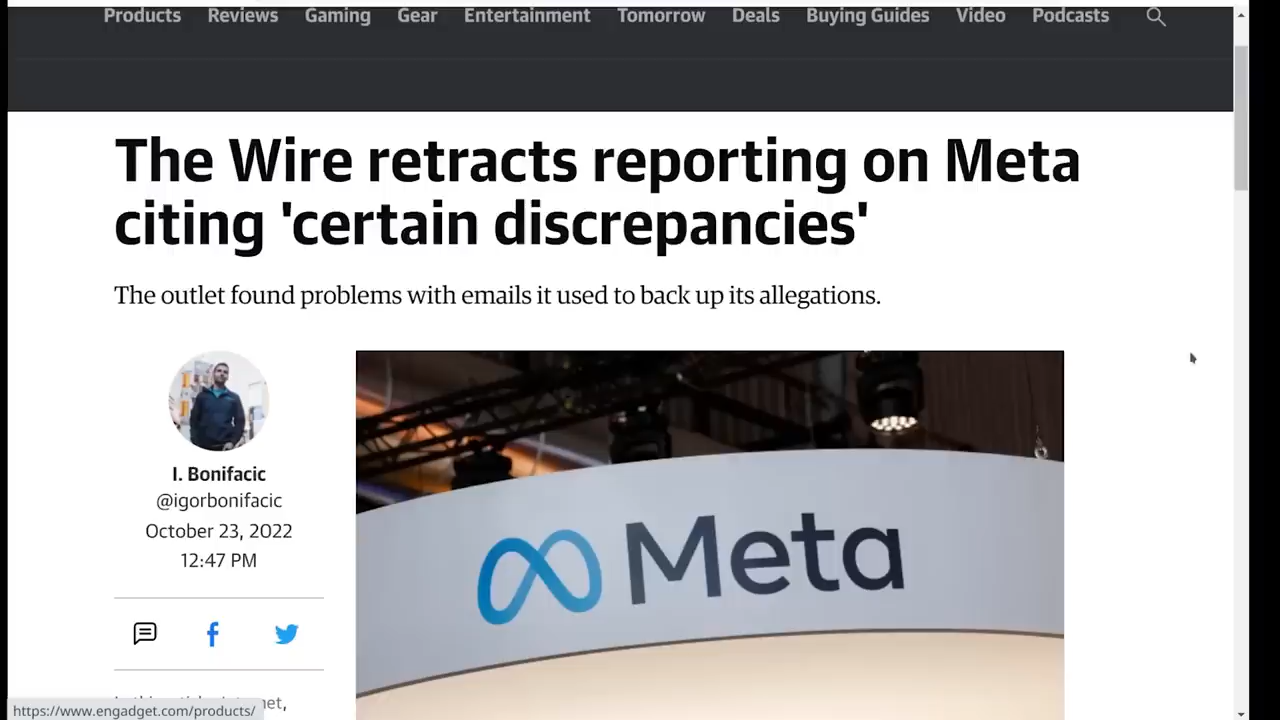 Products Reviews Gaming Gear Entertainment Tomorrow Deals Buying Guides Video Podcasts
The Wire retracts reporting on Meta
citing 'certain discrepancies'
The outlet found problems with emails it used to back up its allegations.
I. Bonifacic
@igorbonifacic
October 23, 2022
12:47 PM
Meta
https://www.engadget.com/products/